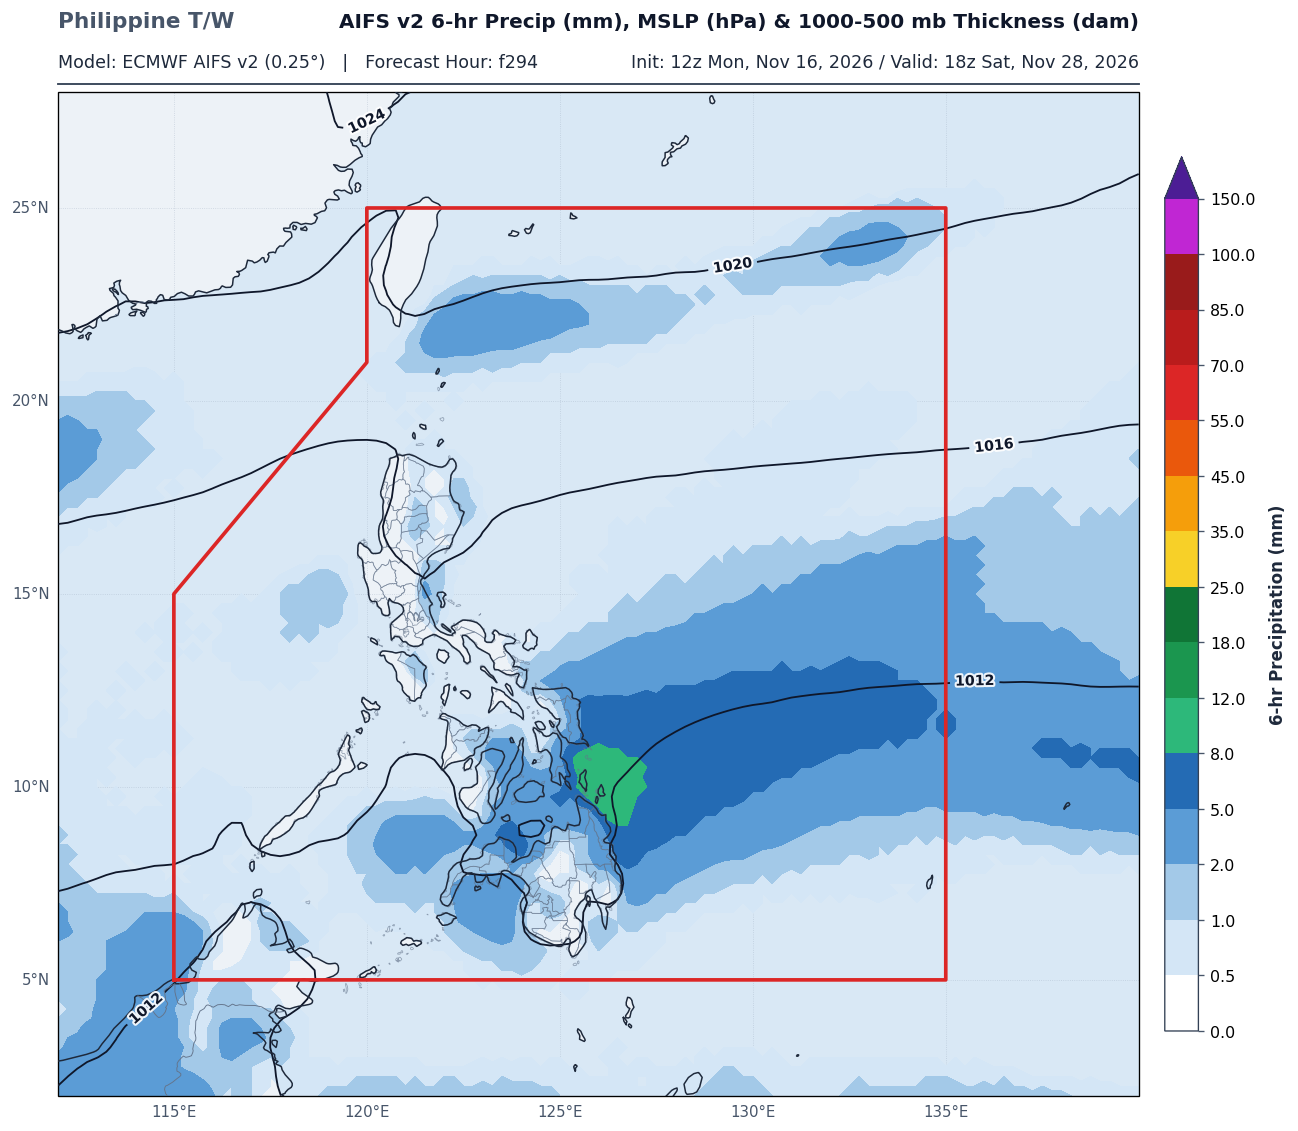 Philippine T/W
AIFS v2 6-hr Precip (mm), MSLP (hPa) & 1000-500 mb Thickness (dam)
Model: ECMWF AIFS v2 (0.25°) | Forecast Hour: f294
Init: 12z Mon, Nov 16, 2026 / Valid: 18z Sat, Nov 28, 2026
1024
1020
1016
1012
1012
25°N
20°N
15°N
10°N
5°N
115°E
120°E
125°E
130°E
135°E
150.0
100.0
85.0
70.0
55.0
45.0
35.0
25.0
18.0
12.0
8.0
5.0
2.0
1.0
0.5
0.0
6-hr Precipitation (mm)